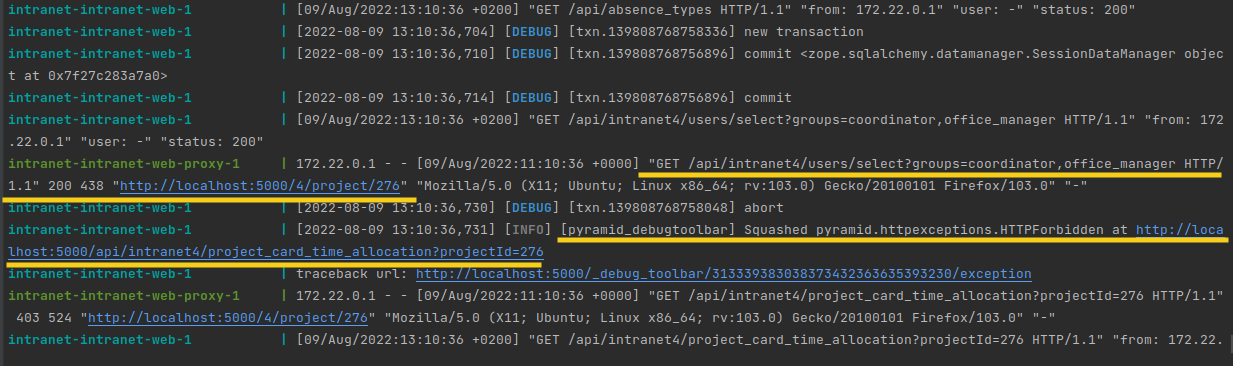 intranet-intranet-web-1 | [09/Aug/2022:13:10:36 +0200] "GET /api/absence_types HTTP/1.1" "from: 172.22.0.1" "user: -" "status: 200"
intranet-intranet-web-1 | [2022-08-09 13:10:36,704] [DEBUG] [txn.139808768758336] new transaction
intranet-intranet-web-1 | [2022-08-09 13:10:36,710] [DEBUG] [txn.139808768756896] commit <zope.sqlalchemy.datamanager.SessionDataManager objec
t at 0x7f27c283a7a0>
intranet-intranet-web-1 | [2022-08-09 13:10:36,714] [DEBUG] [txn.139808768756896] commit
intranet-intranet-web-1 | [09/Aug/2022:13:10:36 +0200] "GET /api/intranet4/users/select?groups=coordinator,office_manager HTTP/1.1" "from: 172
.22.0.1" "user: -" "status: 200"
intranet-intranet-web-proxy-1 | 172.22.0.1 - - [09/Aug/2022:11:10:36 +0000] "GET /api/intranet4/users/select?groups=coordinator,office_manager HTTP/
1.1" 200 438 "http://localhost:5000/4/project/276" "Mozilla/5.0 (X11; Ubuntu; Linux x86_64; rv:103.0) Gecko/20100101 Firefox/103.0" "-"
intranet-intranet-web-1 | [2022-08-09 13:10:36,730] [DEBUG] [txn.139808768758048] abort
intranet-intranet-web-1 | [2022-08-09 13:10:36,731] [INFO] [pyramid_debugtoolbar] Squashed pyramid.httpexceptions.HTTPForbidden at http://loca
lhost:5000/api/intranet4/project_card_time_allocation?projectId=276
intranet-intranet-web-1 | traceback url: http://localhost:5000/_debug_toolbar/3133393830383734323636353930/exception
intranet-intranet-web-proxy-1 | 172.22.0.1 - - [09/Aug/2022:11:10:36 +0000] "GET /api/intranet4/project_card_time_allocation?projectId=276 HTTP/1.1"
403 524 "http://localhost:5000/4/project/276" "Mozilla/5.0 (X11; Ubuntu; Linux x86_64; rv:103.0) Gecko/20100101 Firefox/103.0" "-"
intranet-intranet-web-1 | [09/Aug/2022:13:10:36 +0200] "GET /api/intranet4/project_card_time_allocation?projectId=276 HTTP/1.1" "from: 172.22.